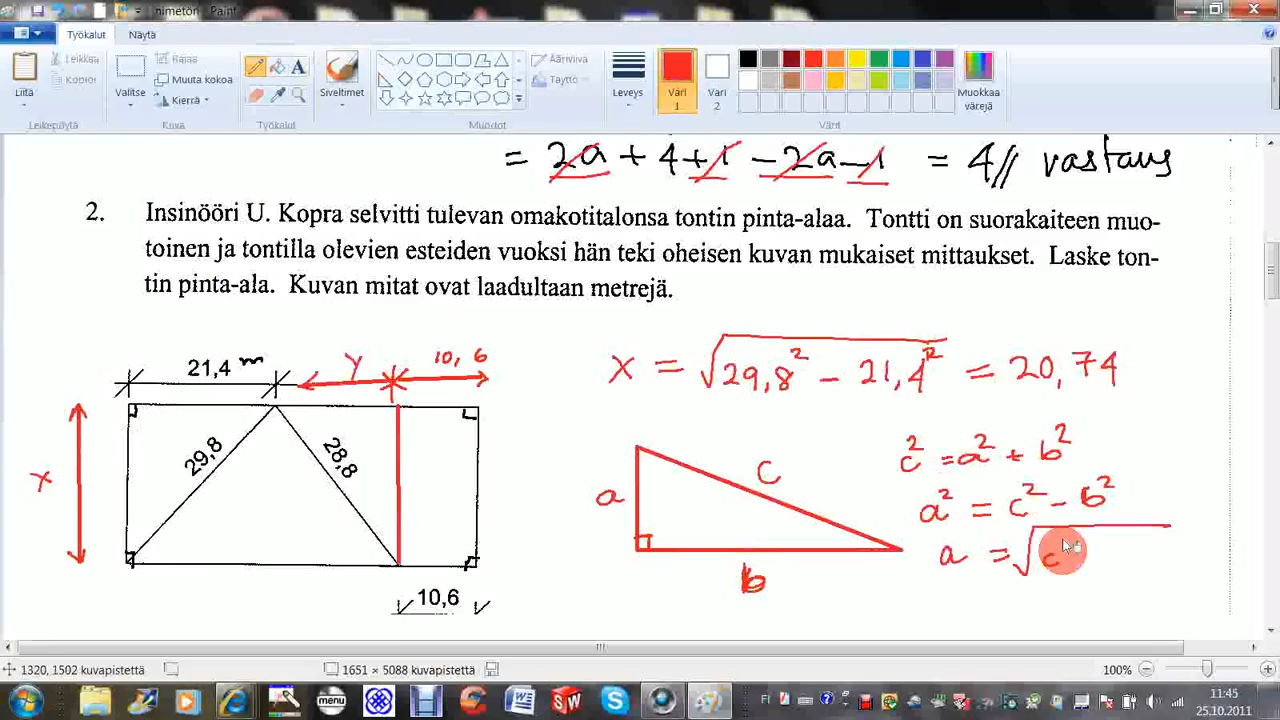 nimetön - Paint
Työkalut Näytä
Liitä
Leikkaa
Kopioi
Leikepöytä
Valitse
Rajaa
Muuta kokoa
Kierrä
Kuva
A
Työkalut
Siveltimet
Muodot
Ääriviiva
Täyttö
Leveys
Väri 1
Väri 2
Muokkaa värejä
Värit
= 2a + 4 + 1 - 2a - 1 = 4// vastaus
2. Insinööri U. Kopra selvitti tulevan omakotitalonsa tontin pinta-alaa. Tontti on suorakaiteen muo-
toinen ja tontilla olevien esteiden vuoksi hän teki oheisen kuvan mukaiset mittaukset. Laske ton-
tin pinta-ala. Kuvan mitat ovat laadultaan metrejä.
21,4 m
y
10,6
x
29,8
28,8
10,6
x = √29,8² - 21,4² = 20,74
a
c
b
c² = a² + b²
a² = c² - b²
a = √c
1320, 1502 kuvapistettä
1651 × 5088 kuvapistettä
100%
menu
FI
11:45
25.10.2011